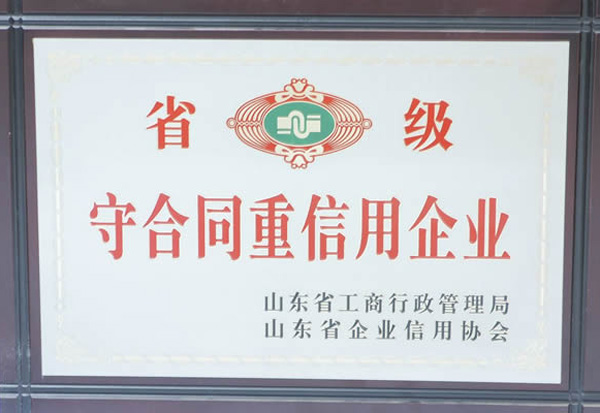 省 级
守合同重信用企业
山东省工商行政管理局
山东省企业信用协会